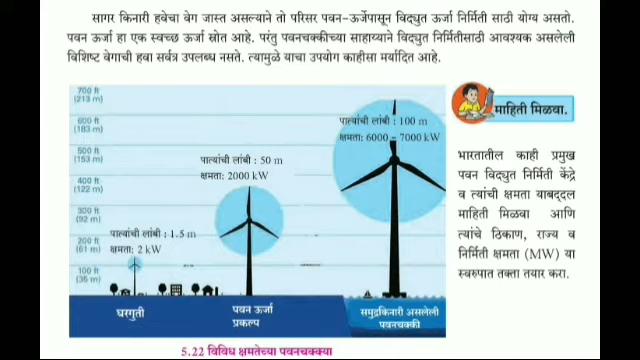 सागर किनारी हवेचा वेग जास्त असल्याने तो परिसर पवन-ऊर्जेपासून विद्युत ऊर्जा निर्मिती साठी योग्य असतो.
पवन ऊर्जा हा एक स्वच्छ ऊर्जा स्रोत आहे. परंतु पवनचक्कीच्या साहाय्याने विद्युत निर्मितीसाठी आवश्यक असलेली
विशिष्ट वेगाची हवा सर्वत्र उपलब्ध नसते. त्यामुळे याचा उपयोग काहीसा मर्यादित आहे.
700 ft
(213 m)
600 ft
(183 m)
500 ft
(153 m)
400 ft
(122 m)
300 ft
(92 m)
200 ft
(61 m)
100 ft
(35 m)
पात्यांची लांबी : 1.5 m
क्षमता: 2 kW
पात्यांची लांबी : 50 m
क्षमता: 2000 kW
पात्यांची लांबी : 100 m
क्षमता: 6000 - 7000 kW
घरगुती
पवन ऊर्जा
प्रकल्प
समुद्रकिनारी असलेली
पवनचक्की
5.22 विविध क्षमतेच्या पवनचक्क्या
माहिती मिळवा.
भारतातील काही प्रमुख
पवन विद्युत निर्मिती केंद्रे
व त्यांची क्षमता याबद्दल
माहिती मिळवा आणि
त्यांचे ठिकाण, राज्य व
निर्मिती क्षमता (MW) या
स्वरुपात तक्ता तयार करा.